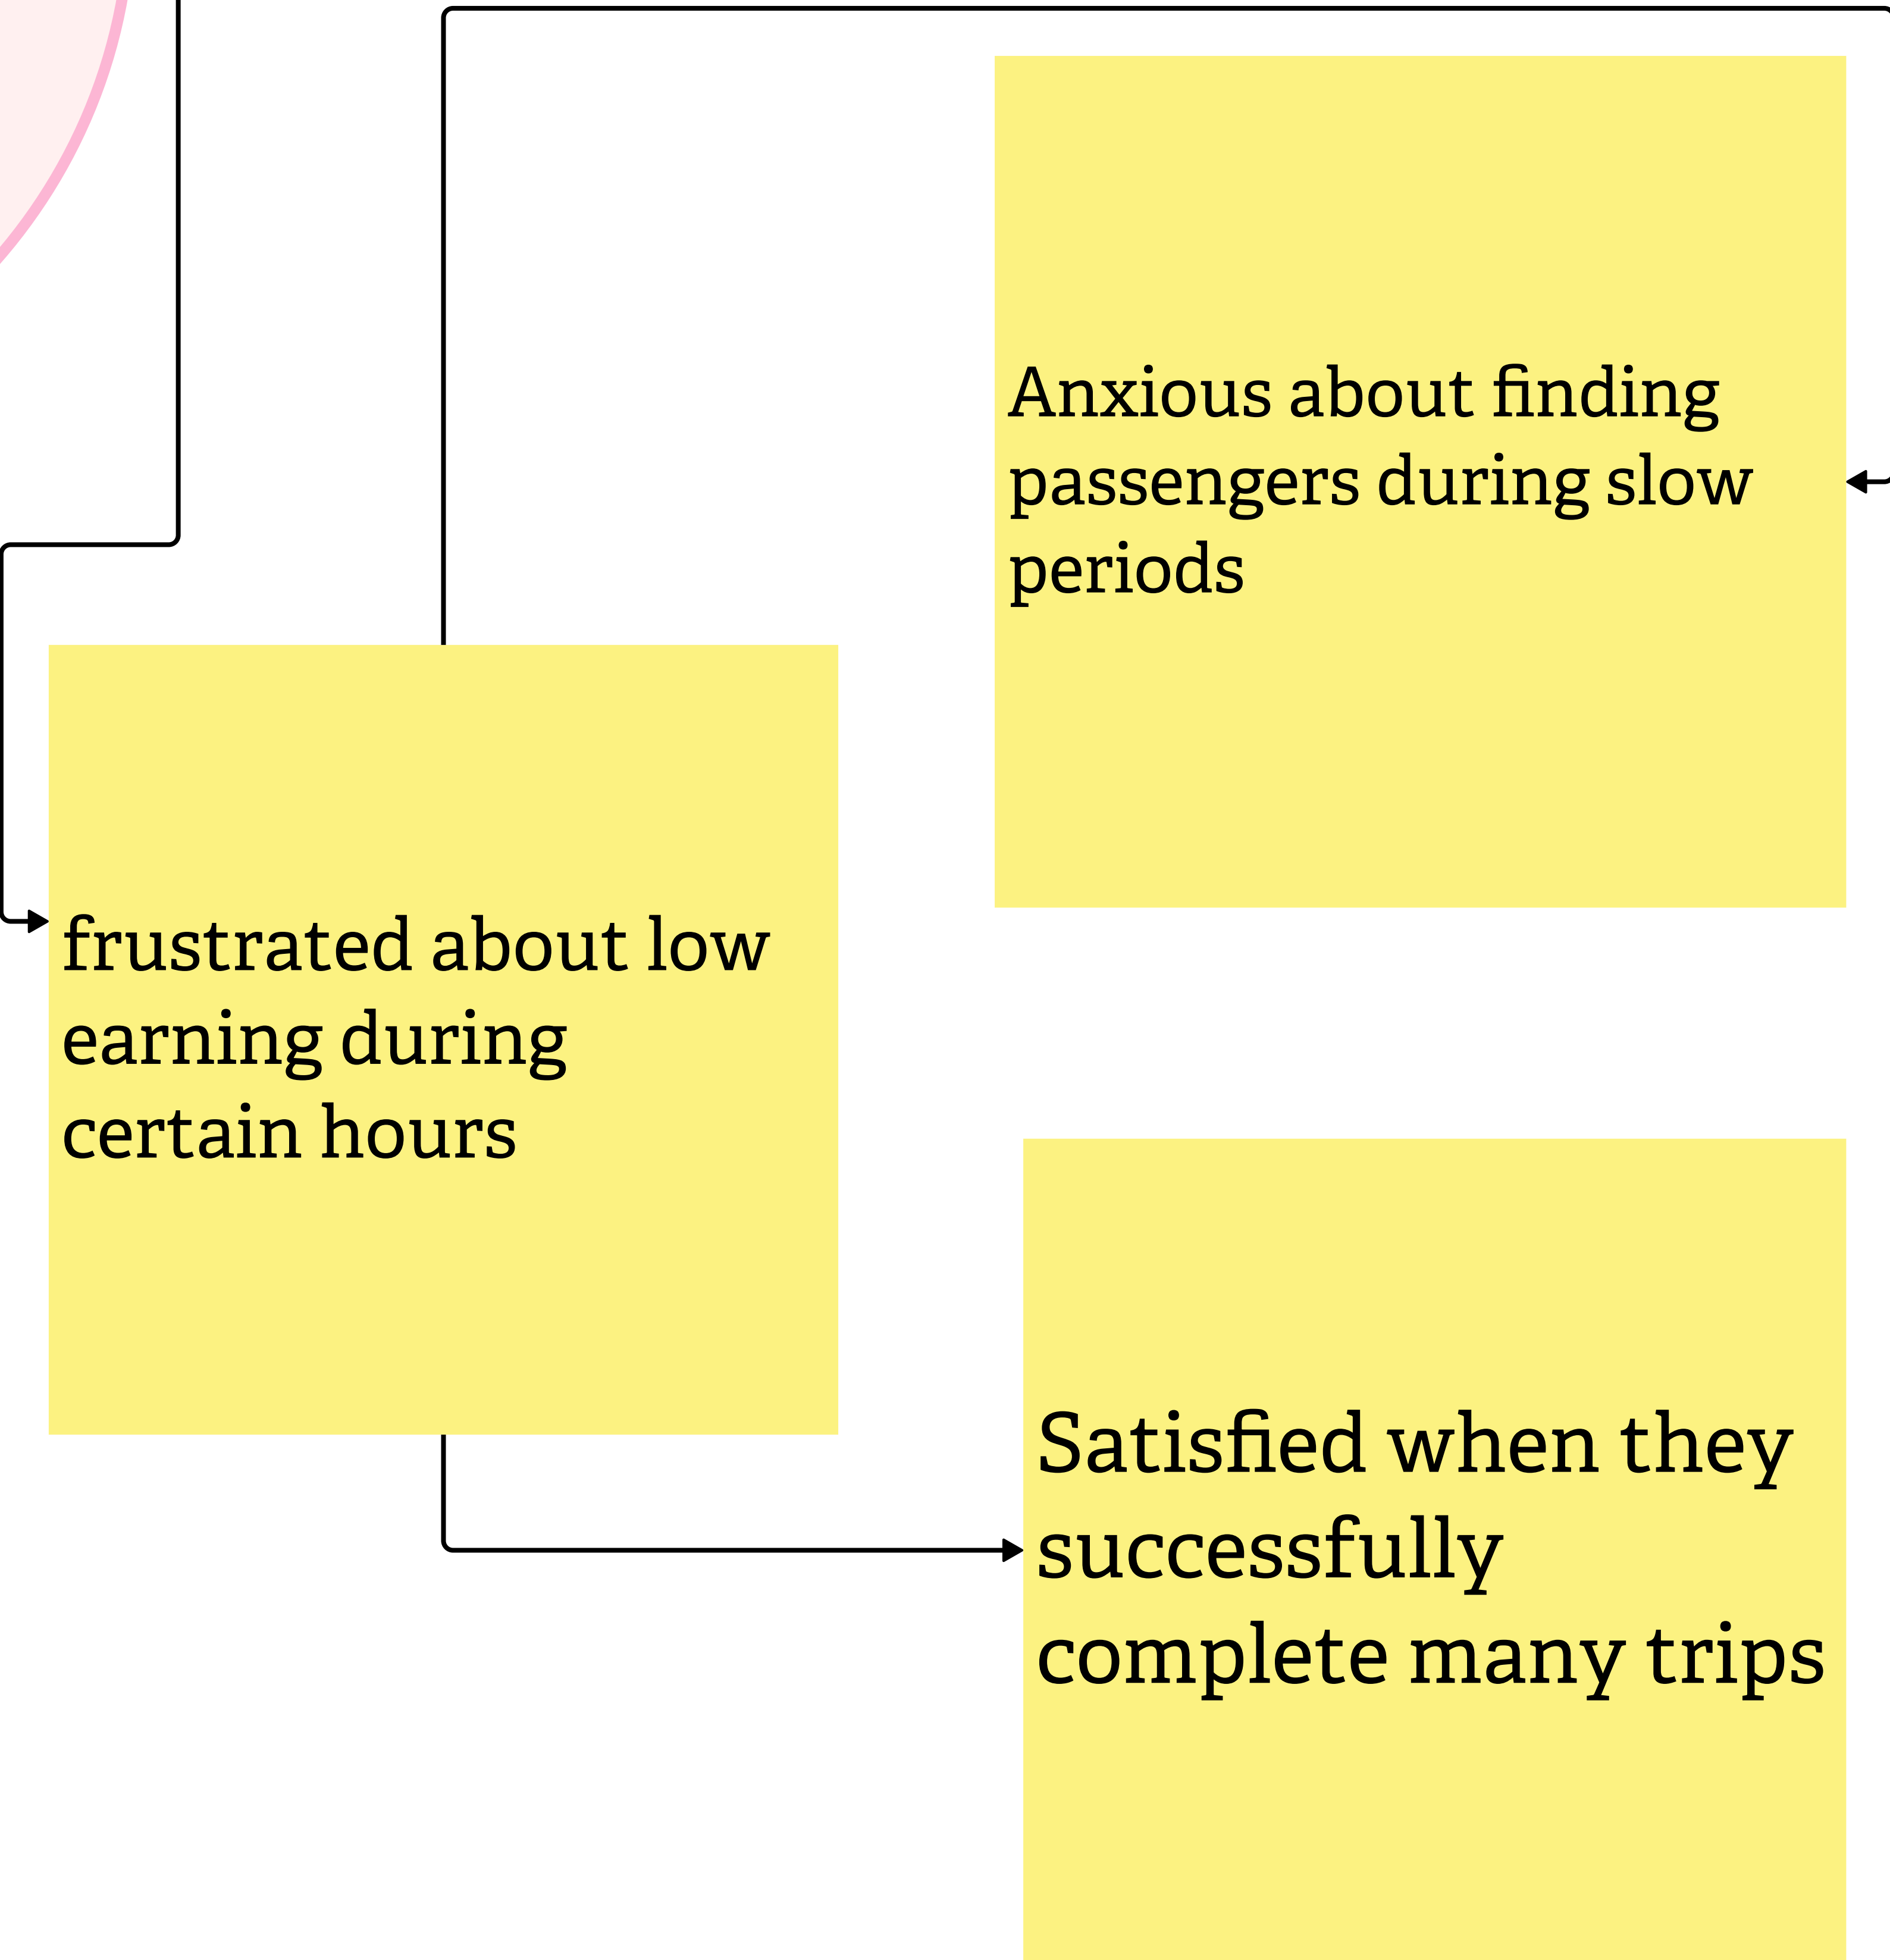 Anxious about finding
passengers during slow
periods
frustrated about low
earning during
certain hours
Satisfied when they
successfully
complete many trips